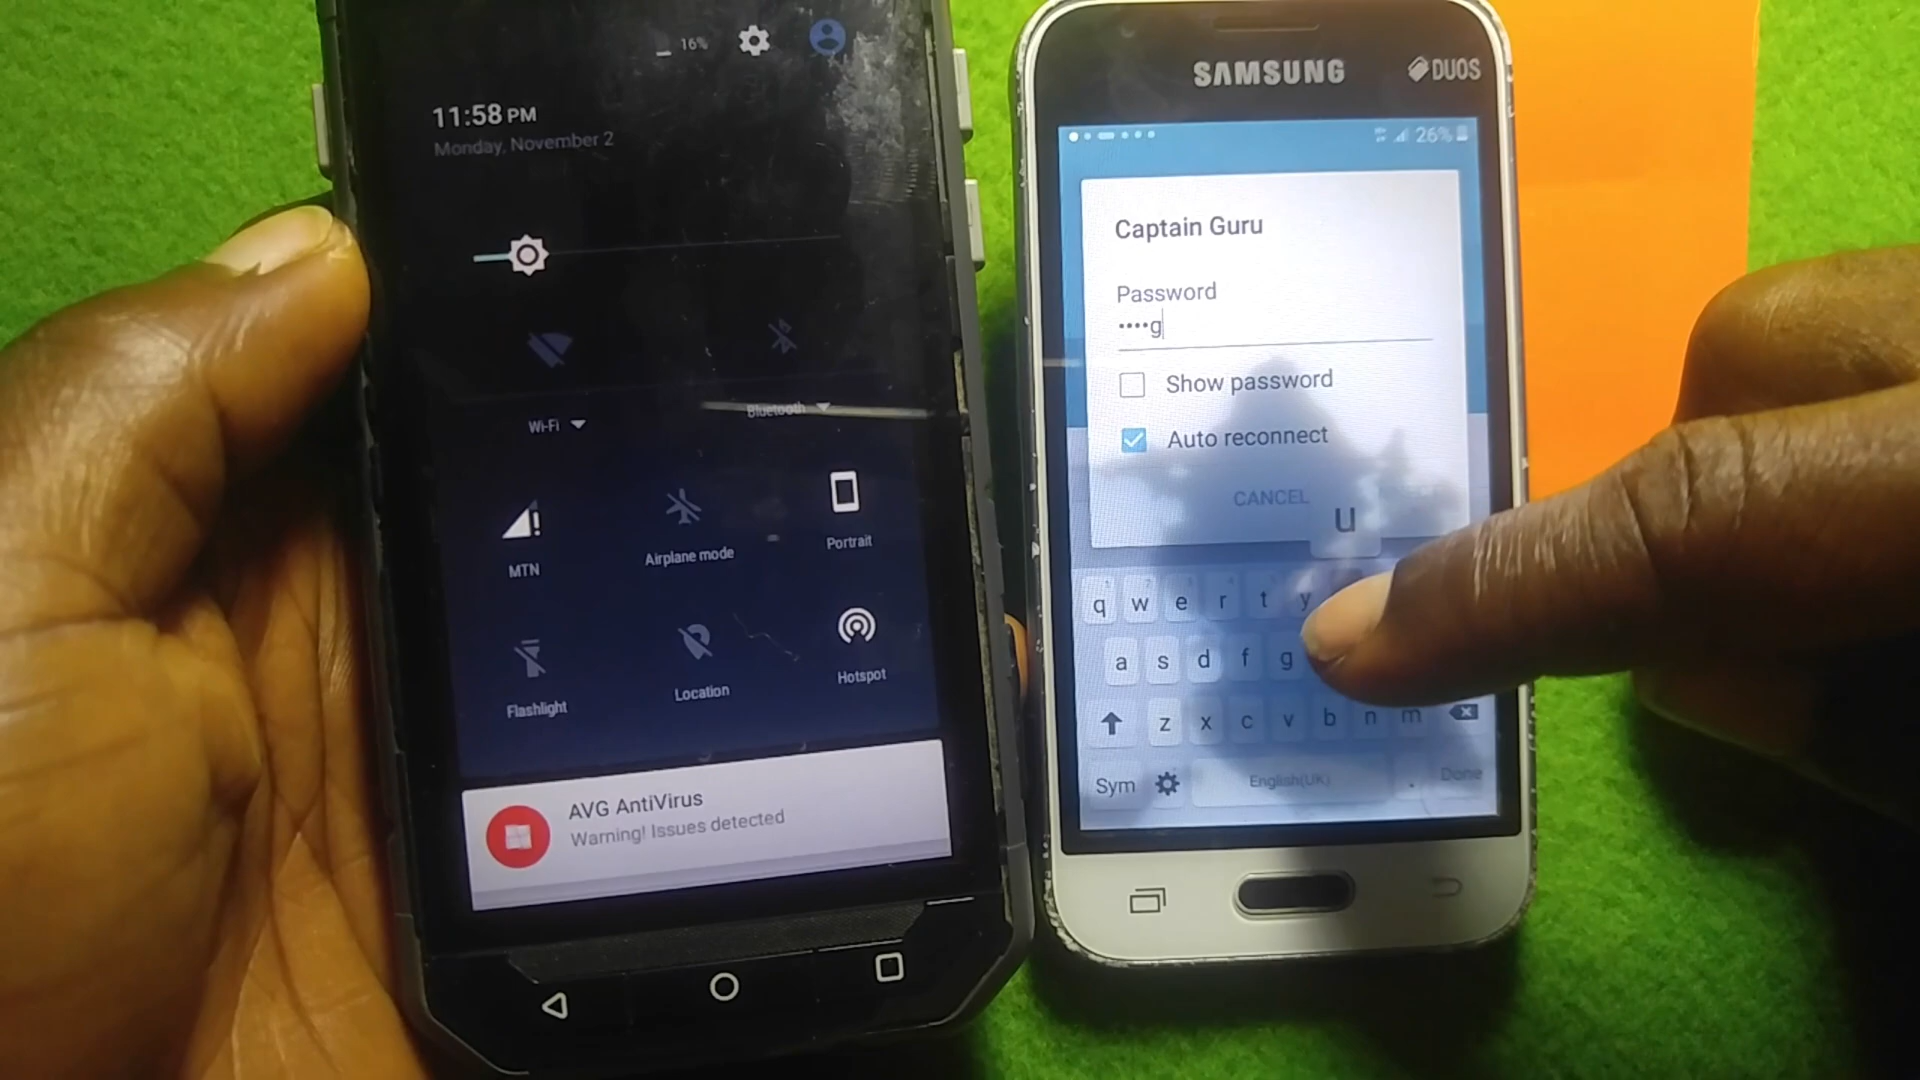 16%
11:58 PM
Monday, November 2
Wi-Fi
Bluetooth
MTN
Airplane mode
Portrait
Flashlight
Location
Hotspot
AVG AntiVirus
Warning! Issues detected
SAMSUNG
DUOS
26%
Captain Guru
Password
••••g
Show password
Auto reconnect
CANCEL
u
q w e r t y
a s d f g
z x c v b n m
Sym
English(UK)
.
Done